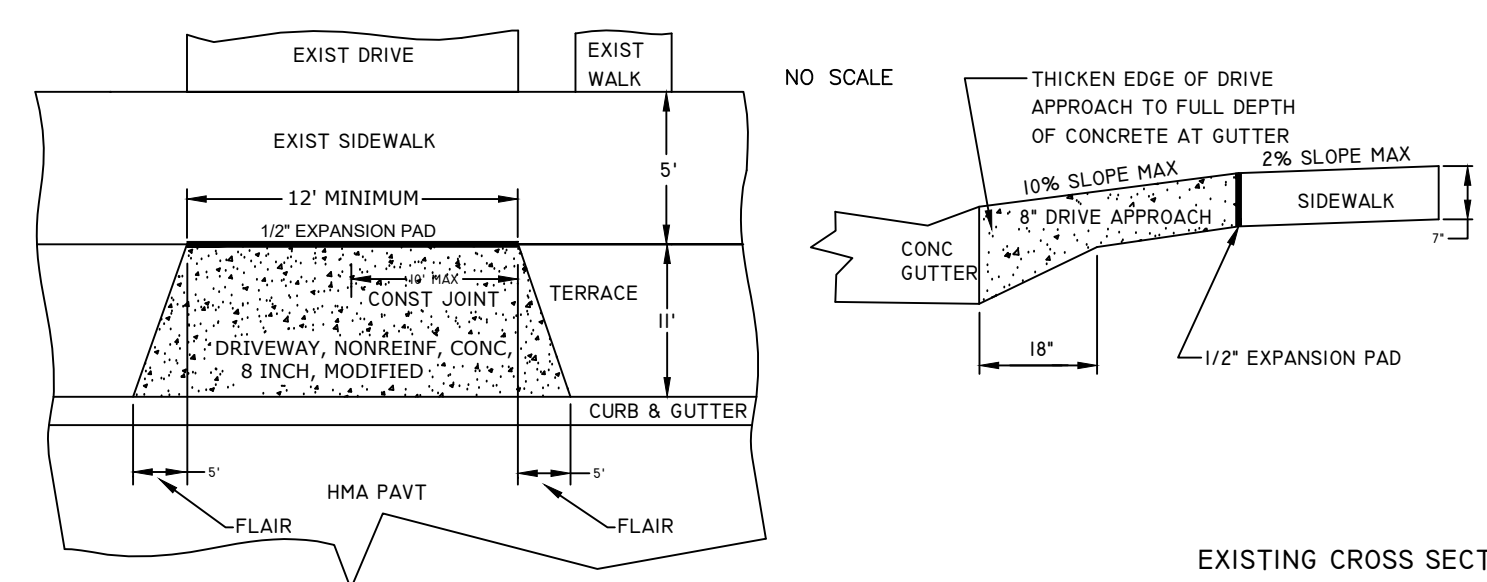 EXIST DRIVE
EXIST
WALK
EXIST SIDEWALK
5'
12' MINIMUM
1/2" EXPANSION PAD
10' MAX
CONST JOINT
TERRACE
11'
DRIVEWAY, NONREINF, CONC,
8 INCH, MODIFIED
CURB & GUTTER
5'
5'
HMA PAVT
FLAIR
FLAIR
NO SCALE
THICKEN EDGE OF DRIVE
APPROACH TO FULL DEPTH
OF CONCRETE AT GUTTER
10% SLOPE MAX
2% SLOPE MAX
8" DRIVE APPROACH
SIDEWALK
7"
CONC
GUTTER
18"
1/2" EXPANSION PAD
EXISTING CROSS SECT